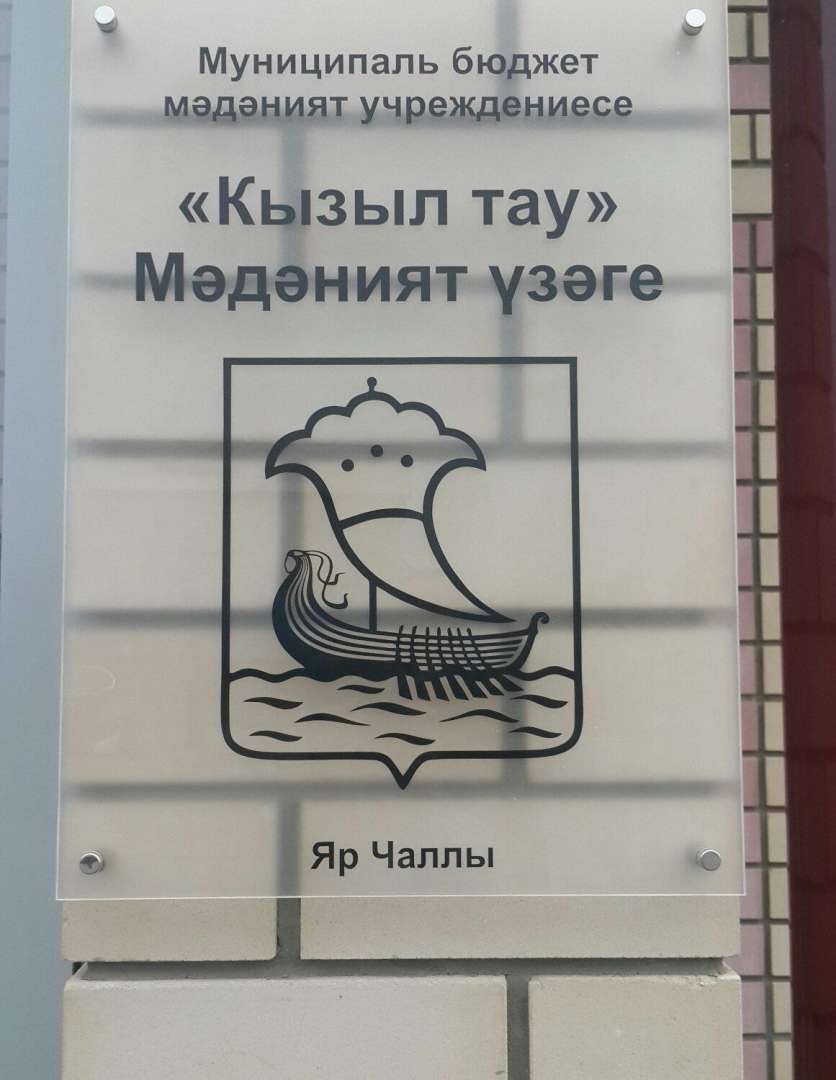 Муниципаль бюджет
мәдәният учреждениесе
«Кызыл тау»
Мәдәният үзәге
Яр Чаллы